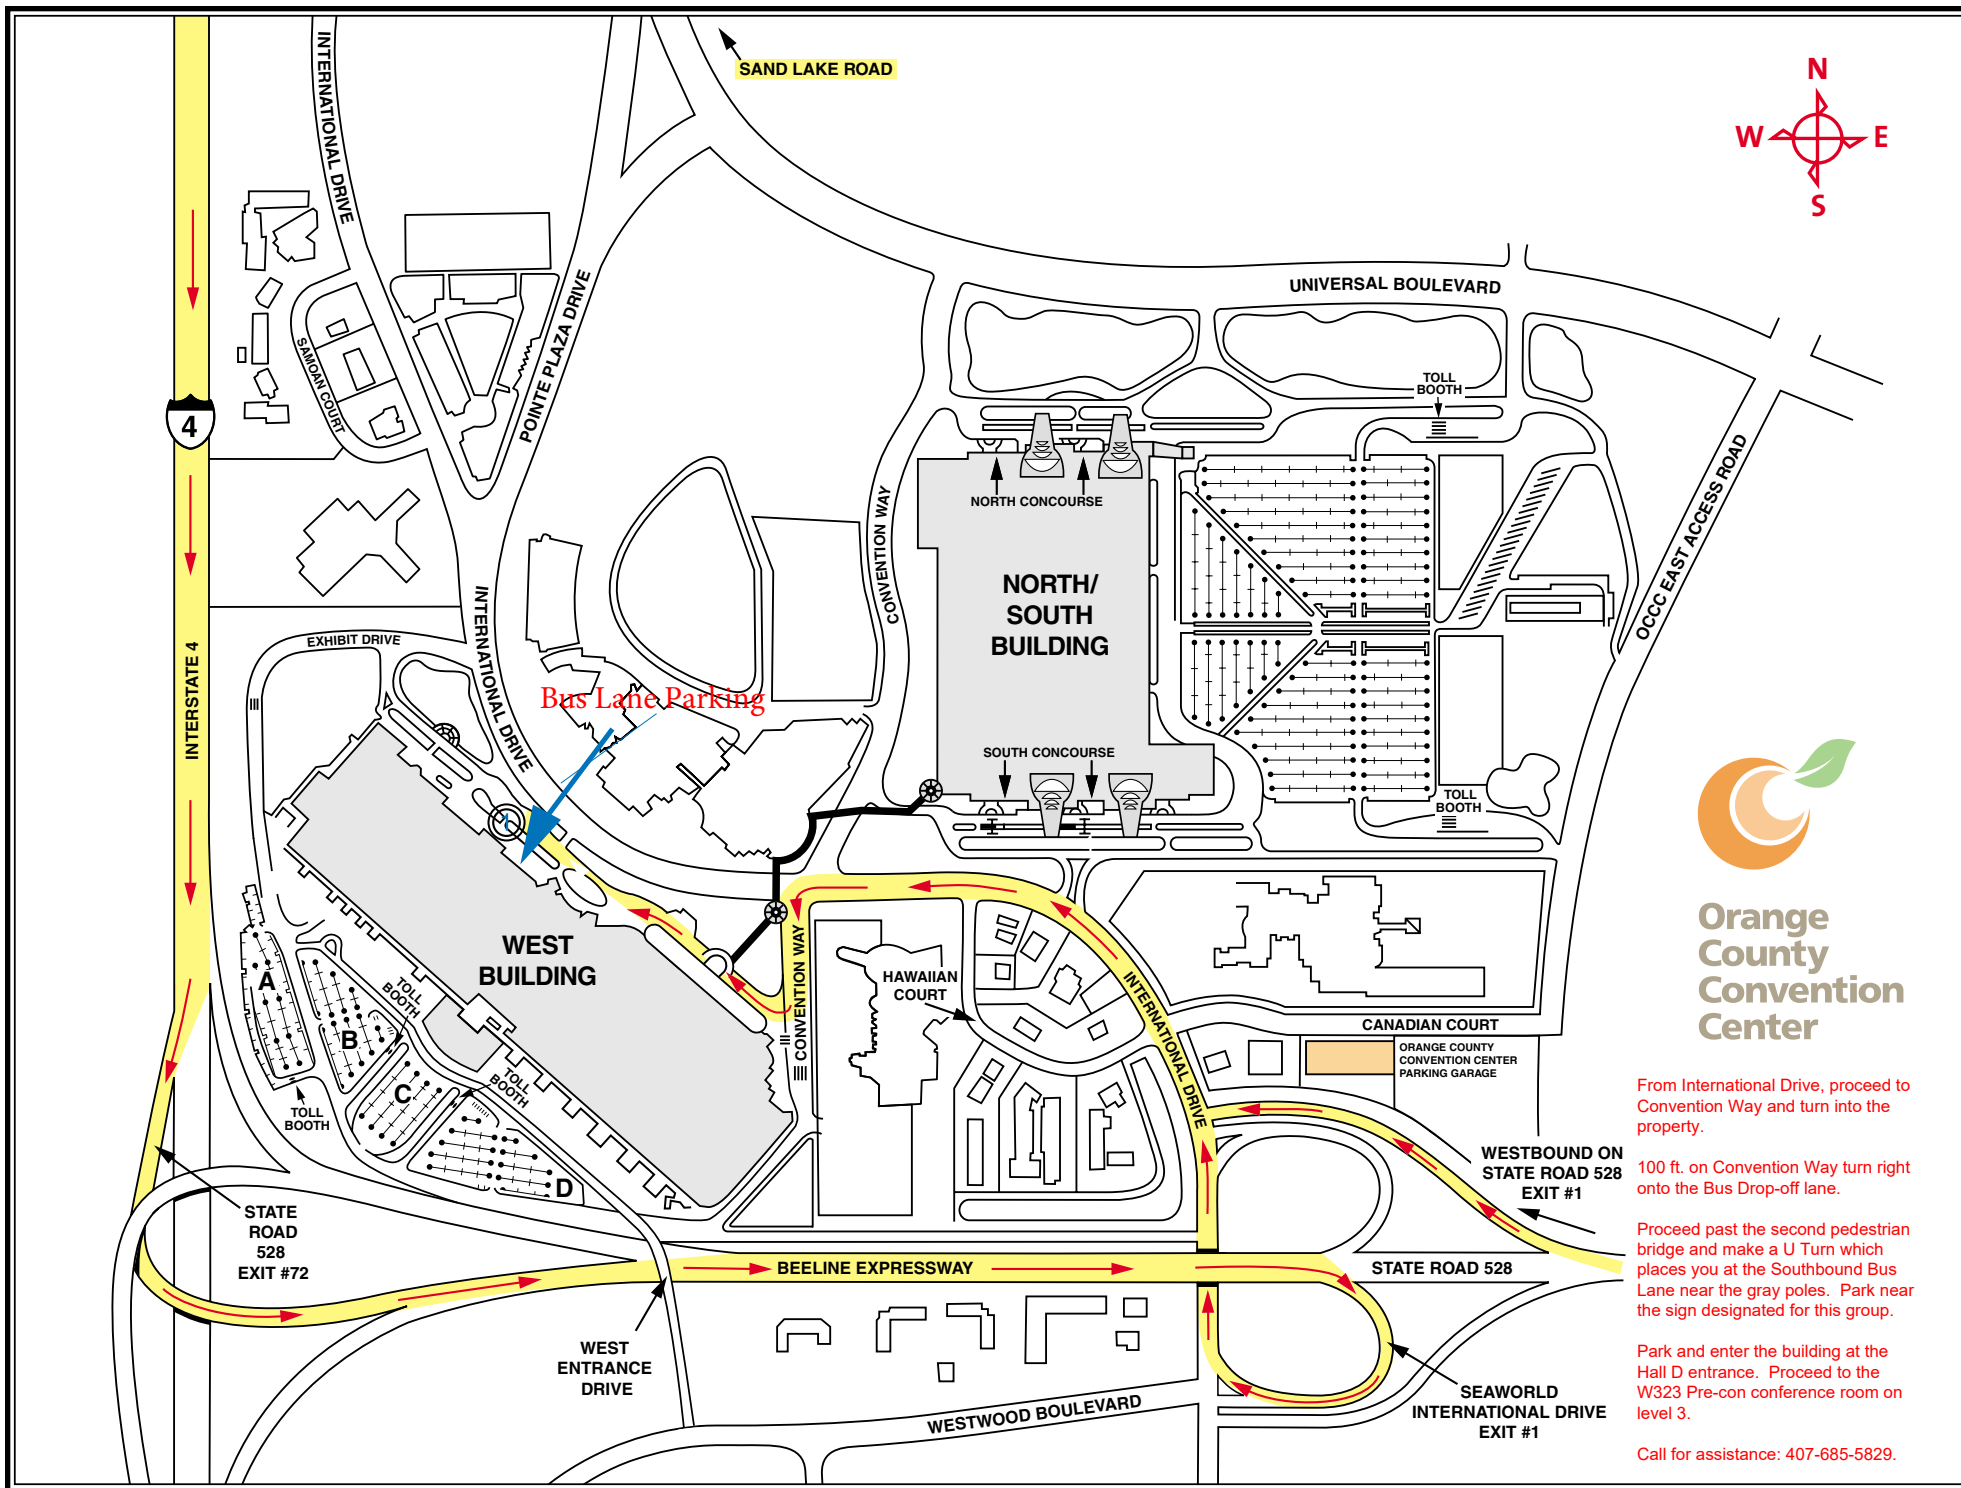 SAND LAKE ROAD
N
W
E
S
INTERNATIONAL DRIVE
UNIVERSAL BOULEVARD
POINTE PLAZA DRIVE
SAMOAN COURT
4
TOLL
BOOTH
OCCC EAST ACCESS ROAD
NORTH CONCOURSE
CONVENTION WAY
NORTH/
SOUTH
BUILDING
INTERNATIONAL DRIVE
EXHIBIT DRIVE
INTERSTATE 4
Bus Lane Parking
SOUTH CONCOURSE
TOLL
BOOTH
WEST
BUILDING
CONVENTION WAY
HAWAIIAN
COURT
INTERNATIONAL DRIVE
Orange
County
Convention
Center
A
B
C
D
TOLL
BOOTH
TOLL
BOOTH
TOLL
BOOTH
CANADIAN COURT
ORANGE COUNTY
CONVENTION CENTER
PARKING GARAGE
WESTBOUND ON
STATE ROAD 528
EXIT #1
STATE
ROAD
528
EXIT #72
BEELINE EXPRESSWAY
STATE ROAD 528
WEST
ENTRANCE
DRIVE
WESTWOOD BOULEVARD
SEAWORLD
INTERNATIONAL DRIVE
EXIT #1
From International Drive, proceed to
Convention Way and turn into the
property.
100 ft. on Convention Way turn right
onto the Bus Drop-off lane.
Proceed past the second pedestrian
bridge and make a U Turn which
places you at the Southbound Bus
Lane near the gray poles. Park near
the sign designated for this group.
Park and enter the building at the
Hall D entrance. Proceed to the
W323 Pre-con conference room on
level 3.
Call for assistance: 407-685-5829.